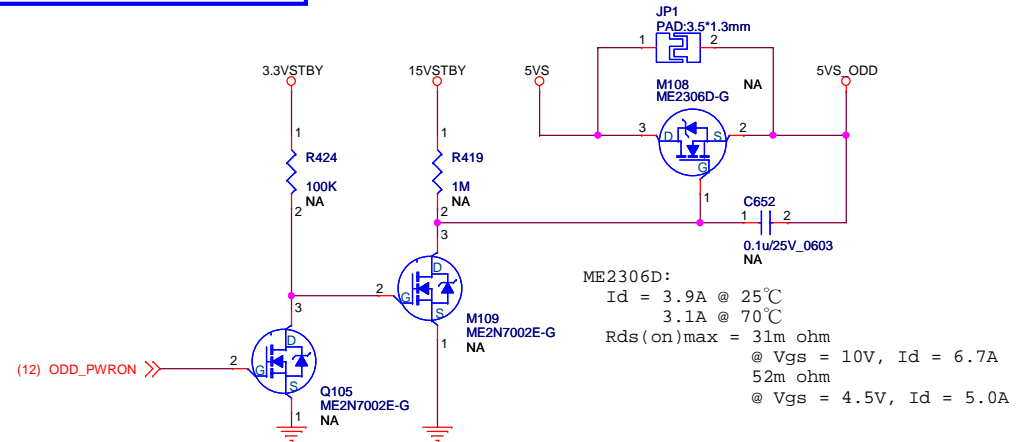 JP1
PAD:3.5*1.3mm
1
2
3.3VSTBY
15VSTBY
5VS
5VS_ODD
M108
ME2306D-G
NA
1
R424
100K
NA
2
1
R419
1M
NA
2
3
D
S
2
G
1
C652
1
2
0.1u/25V_0603
NA
3
D
2
G
S
1
M109
ME2N7002E-G
NA
3
D
(12) ODD_PWRON
2
G
S
1
Q105
ME2N7002E-G
NA
ME2306D:
Id = 3.9A @ 25℃
3.1A @ 70℃
Rds(on)max = 31m ohm
@ Vgs = 10V, Id = 6.7A
52m ohm
@ Vgs = 4.5V, Id = 5.0A